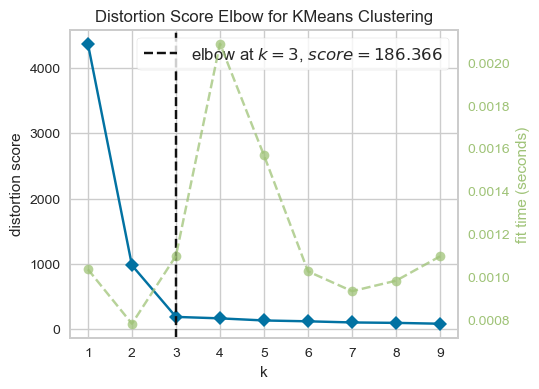 Distortion Score Elbow for KMeans Clustering
elbow at k = 3, score = 186.366
distortion score
4000
3000
2000
1000
0
fit time (seconds)
0.0020
0.0018
0.0016
0.0014
0.0012
0.0010
0.0008
1 2 3 4 5 6 7 8 9
k